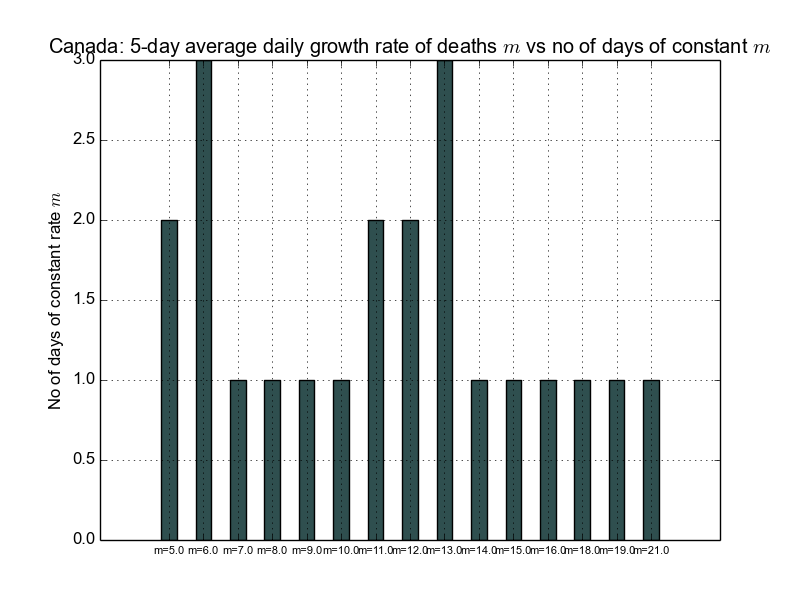 Canada: 5-day average daily growth rate of deaths m vs no of days of constant m
3.0
2.5
2.0
1.5
1.0
0.5
0.0
No of days of constant rate m
m=5.0 m=6.0 m=7.0 m=8.0 m=9.0 m=10.0 m=11.0 m=12.0 m=13.0 m=14.0 m=15.0 m=16.0 m=18.0 m=19.0 m=21.0